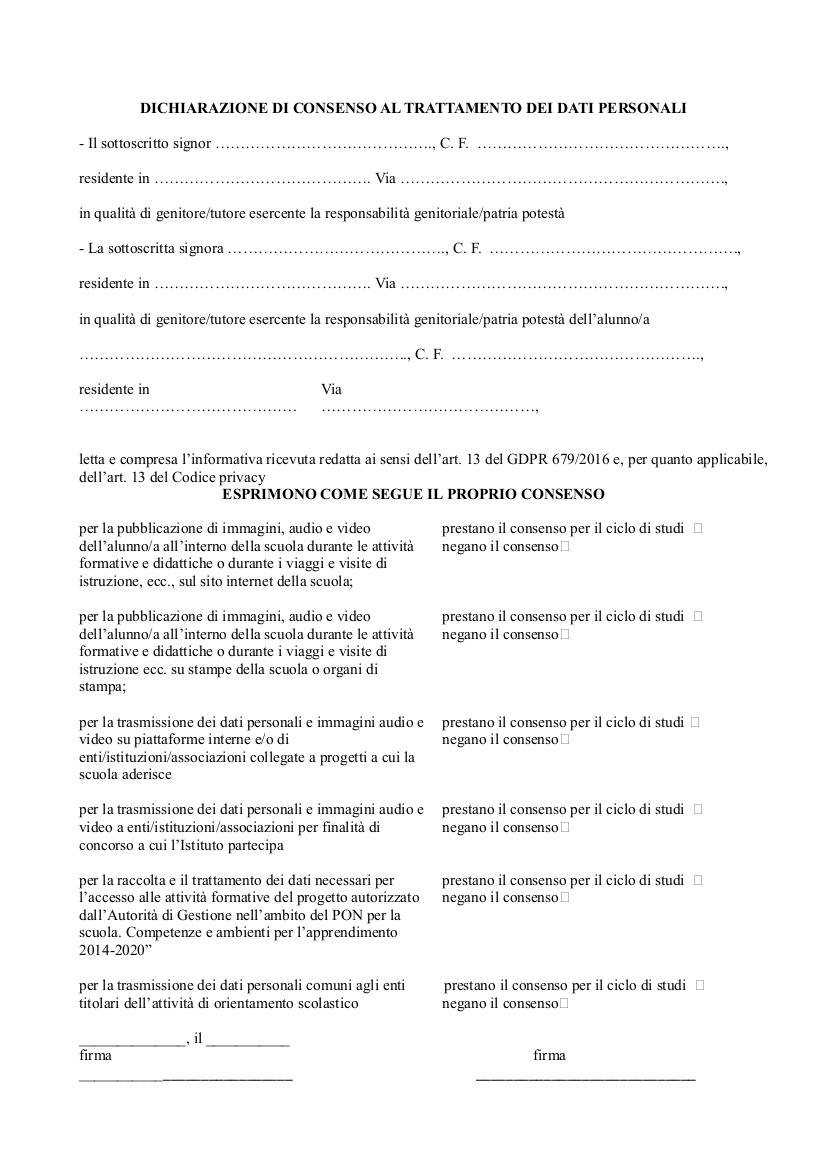 DICHIARAZIONE DI CONSENSO AL TRATTAMENTO DEI DATI PERSONALI
- Il sottoscritto signor ……………………………………., C. F. ………………………………………….,
residente in ……………………………………. Via ……………………………………………………….,
in qualità di genitore/tutore esercente la responsabilità genitoriale/patria potestà
- La sottoscritta signora ……………………………………., C. F. ………………………………………….,
residente in ……………………………………. Via ……………………………………………………….,
in qualità di genitore/tutore esercente la responsabilità genitoriale/patria potestà dell’alunno/a
……………………………………………………….., C. F. ………………………………………….,
residente in Via
……………………………………. …………………………………….,
letta e compresa l’informativa ricevuta redatta ai sensi dell’art. 13 del GDPR 679/2016 e, per quanto applicabile,
dell’art. 13 del Codice privacy
ESPRIMONO COME SEGUE IL PROPRIO CONSENSO
per la pubblicazione di immagini, audio e video
dell’alunno/a all’interno della scuola durante le attività
formative e didattiche o durante i viaggi e visite di
istruzione, ecc., sul sito internet della scuola;
prestano il consenso per il ciclo di studi □
negano il consenso□
per la pubblicazione di immagini, audio e video
dell’alunno/a all’interno della scuola durante le attività
formative e didattiche o durante i viaggi e visite di
istruzione ecc. su stampe della scuola o organi di
stampa;
prestano il consenso per il ciclo di studi □
negano il consenso□
per la trasmissione dei dati personali e immagini audio e
video su piattaforme interne e/o di
enti/istituzioni/associazioni collegate a progetti a cui la
scuola aderisce
prestano il consenso per il ciclo di studi □
negano il consenso□
per la trasmissione dei dati personali e immagini audio e
video a enti/istituzioni/associazioni per finalità di
concorso a cui l’Istituto partecipa
prestano il consenso per il ciclo di studi □
negano il consenso□
per la raccolta e il trattamento dei dati necessari per
l’accesso alle attività formative del progetto autorizzato
dall’Autorità di Gestione nell’ambito del PON per la
scuola. Competenze e ambienti per l’apprendimento
2014-2020”
prestano il consenso per il ciclo di studi □
negano il consenso□
per la trasmissione dei dati personali comuni agli enti
titolari dell’attività di orientamento scolastico
prestano il consenso per il ciclo di studi □
negano il consenso□
______________, il ___________
firma firma
____________________________ ____________________________